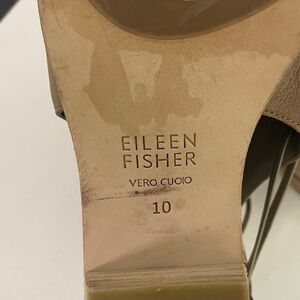 EILEEN
FISHER
VERO CUOIO
10